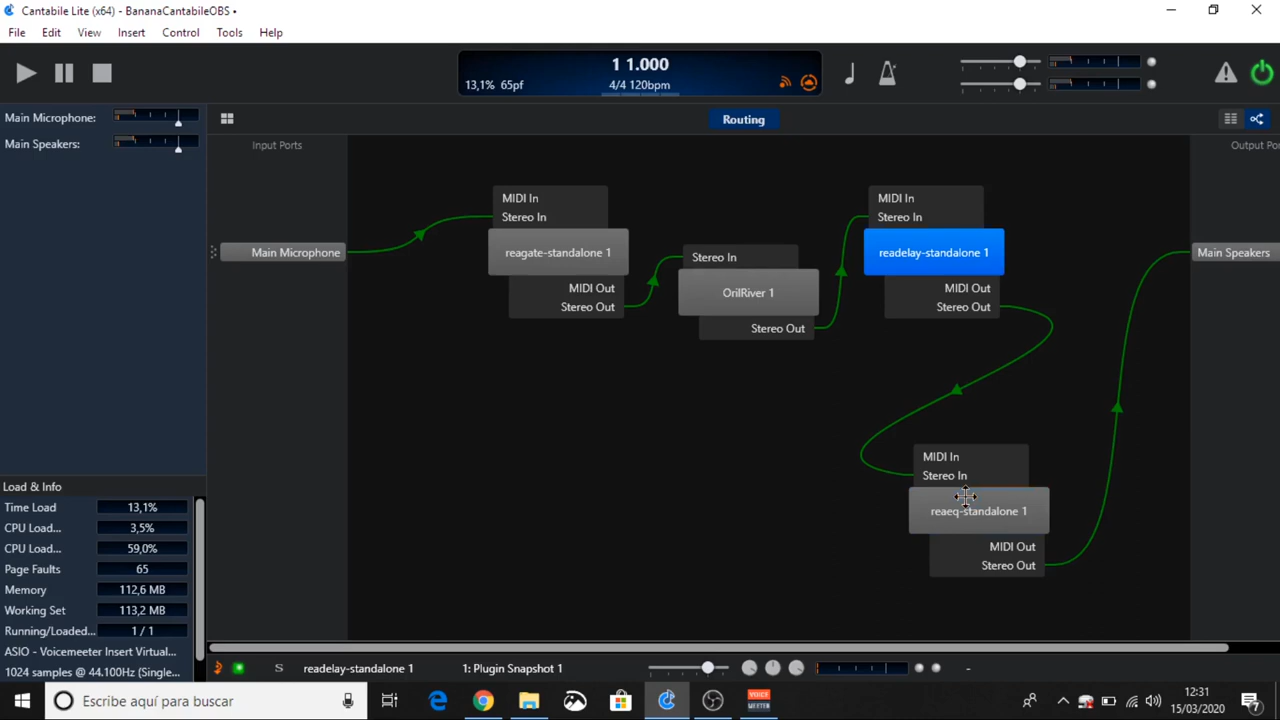 Cantabile Lite (x64) - BananaCantabileOBS •
File Edit View Insert Control Tools Help
1 1.000
13,1% 65pf 4/4 120bpm
Main Microphone:
Main Speakers:
Routing
Input Ports
Output Por
MIDI In
Stereo In
reagate-standalone 1
MIDI Out
Stereo Out
Stereo In
OrilRiver 1
Stereo Out
MIDI In
Stereo In
readelay-standalone 1
MIDI Out
Stereo Out
Main Microphone
Main Speakers
MIDI In
Stereo In
reaeq-standalone 1
MIDI Out
Stereo Out
Load & Info
Time Load 13,1%
CPU Load... 3,5%
CPU Load... 59,0%
Page Faults 65
Memory 112,6 MB
Working Set 113,2 MB
Running/Loaded... 1 / 1
ASIO - Voicemeeter Insert Virtual...
1024 samples @ 44.100Hz (Single...
S readelay-standalone 1 1: Plugin Snapshot 1 -
Escribe aquí para buscar
VOICE
MEETER
12:31
15/03/2020
7